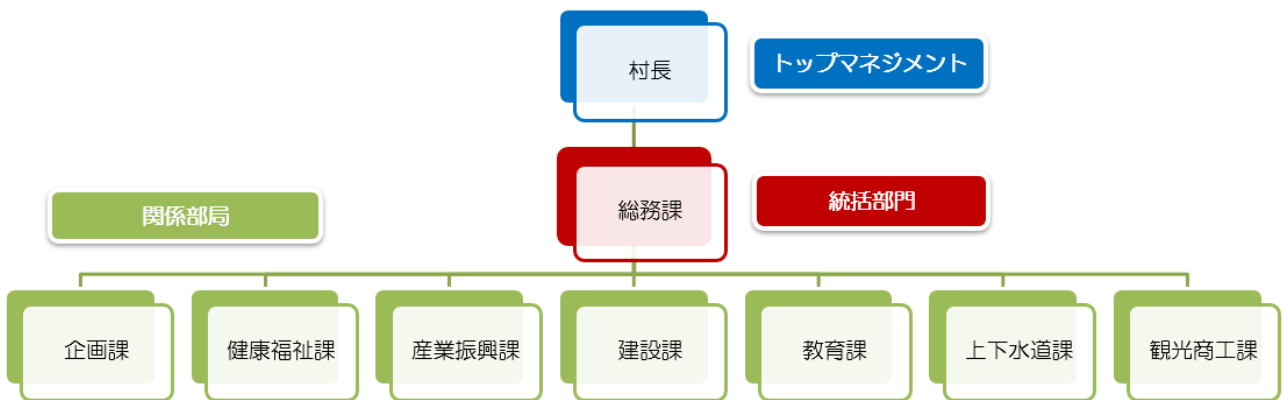 村長
トップマネジメント
総務課
統括部門
関係部局
企画課
健康福祉課
産業振興課
建設課
教育課
上下水道課
観光商工課